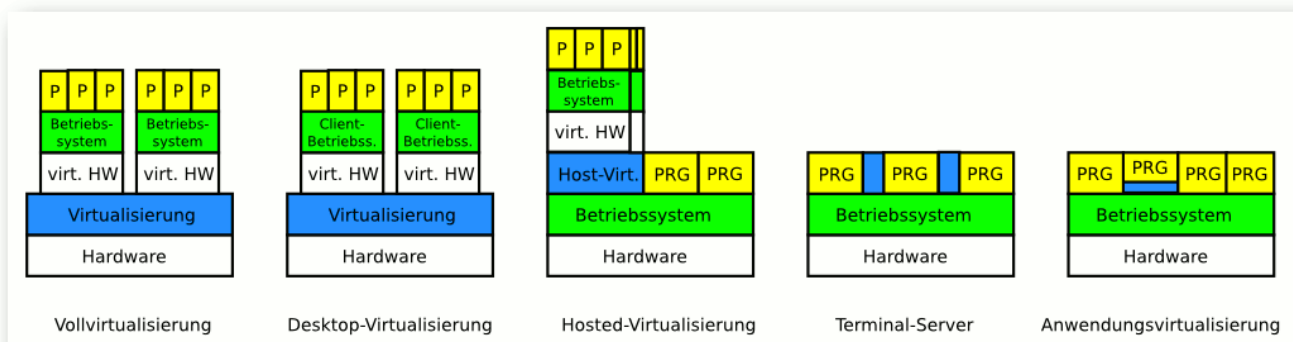 P P P P P P
Betriebs-
system
Betriebs-
system
virt. HW virt. HW
Virtualisierung
Hardware
Vollvirtualisierung
P P P P P P
Client-
Betriebss.
Client-
Betriebss.
virt. HW virt. HW
Virtualisierung
Hardware
Desktop-Virtualisierung
P P P
Betriebs-
system
virt. HW
Host-Virt. PRG PRG
Betriebssystem
Hardware
Hosted-Virtualisierung
PRG PRG PRG
Betriebssystem
Hardware
Terminal-Server
PRG PRG PRG PRG
Betriebssystem
Hardware
Anwendungsvirtualisierung